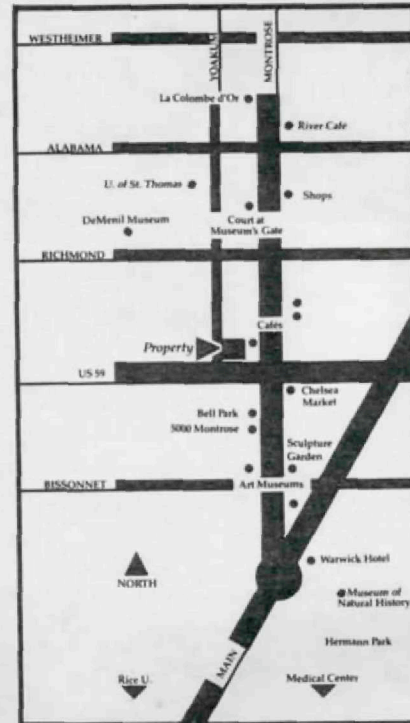 WESTHEIMER
YOAKUM
MONTROSE
La Colombe d'Or
River Café
ALABAMA
U. of St. Thomas
Shops
DeMenil Museum
Court at
Museum's Gate
RICHMOND
Cafés
Property
US 59
Chelsea
Market
Bell Park
5000 Montrose
Sculpture
Garden
BISSONNET
Art Museums
Warwick Hotel
NORTH
Museum of
Natural History
Hermann Park
MAIN
Rice U.
Medical Center